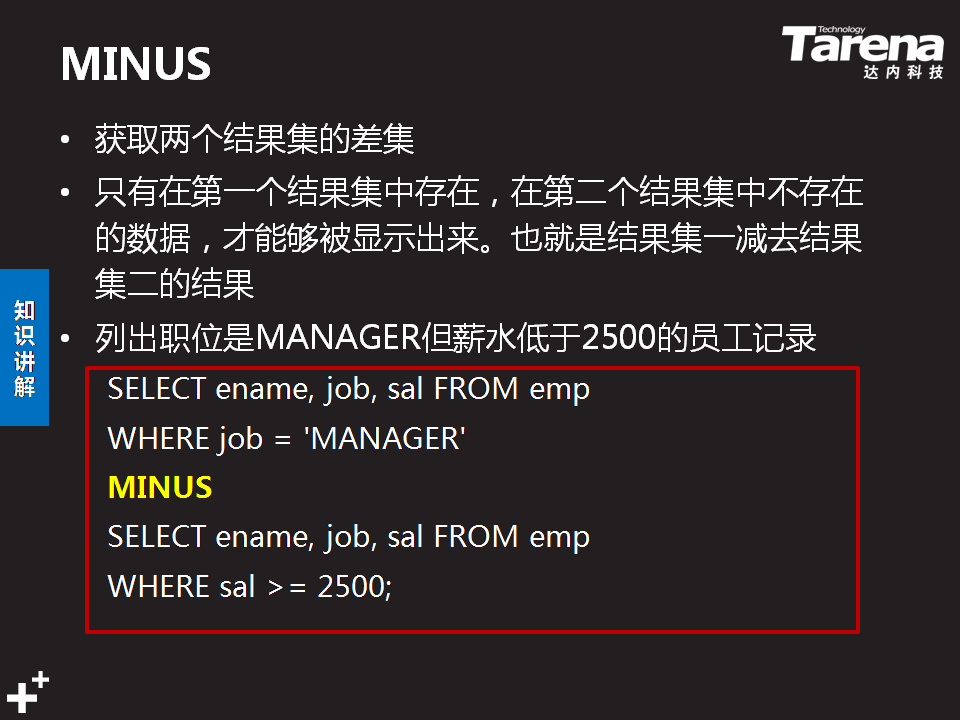 MINUS
Technology
Tarena
达内科技
• 获取两个结果集的差集
• 只有在第一个结果集中存在，在第二个结果集中不存在
的数据，才能够被显示出来。也就是结果集一减去结果
集二的结果
• 列出职位是MANAGER但薪水低于2500的员工记录
知识讲解
SELECT ename, job, sal FROM emp
WHERE job = 'MANAGER'
MINUS
SELECT ename, job, sal FROM emp
WHERE sal >= 2500;